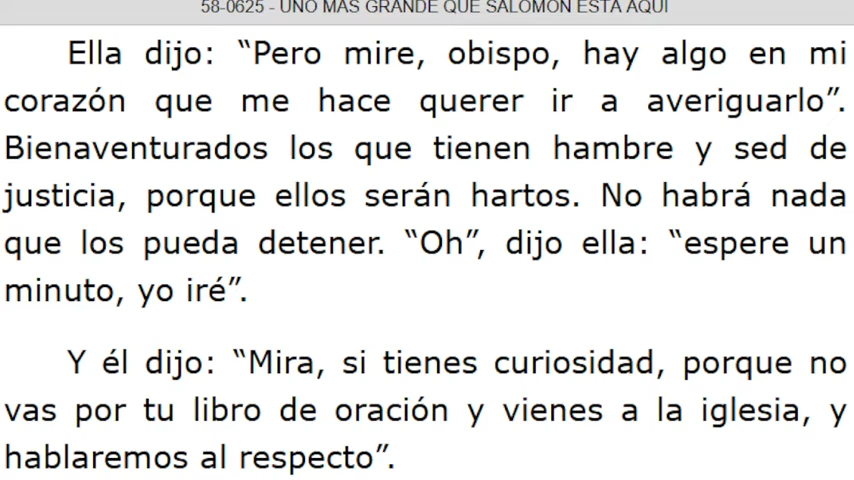 58-0625 - UNO MAS GRANDE QUE SALOMON ESTA AQUI
Ella dijo: “Pero mire, obispo, hay algo en mi
corazón que me hace querer ir a averiguarlo”.
Bienaventurados los que tienen hambre y sed de
justicia, porque ellos serán hartos. No habrá nada
que los pueda detener. “Oh”, dijo ella: “espere un
minuto, yo iré”.
Y él dijo: “Mira, si tienes curiosidad, porque no
vas por tu libro de oración y vienes a la iglesia, y
hablaremos al respecto”.